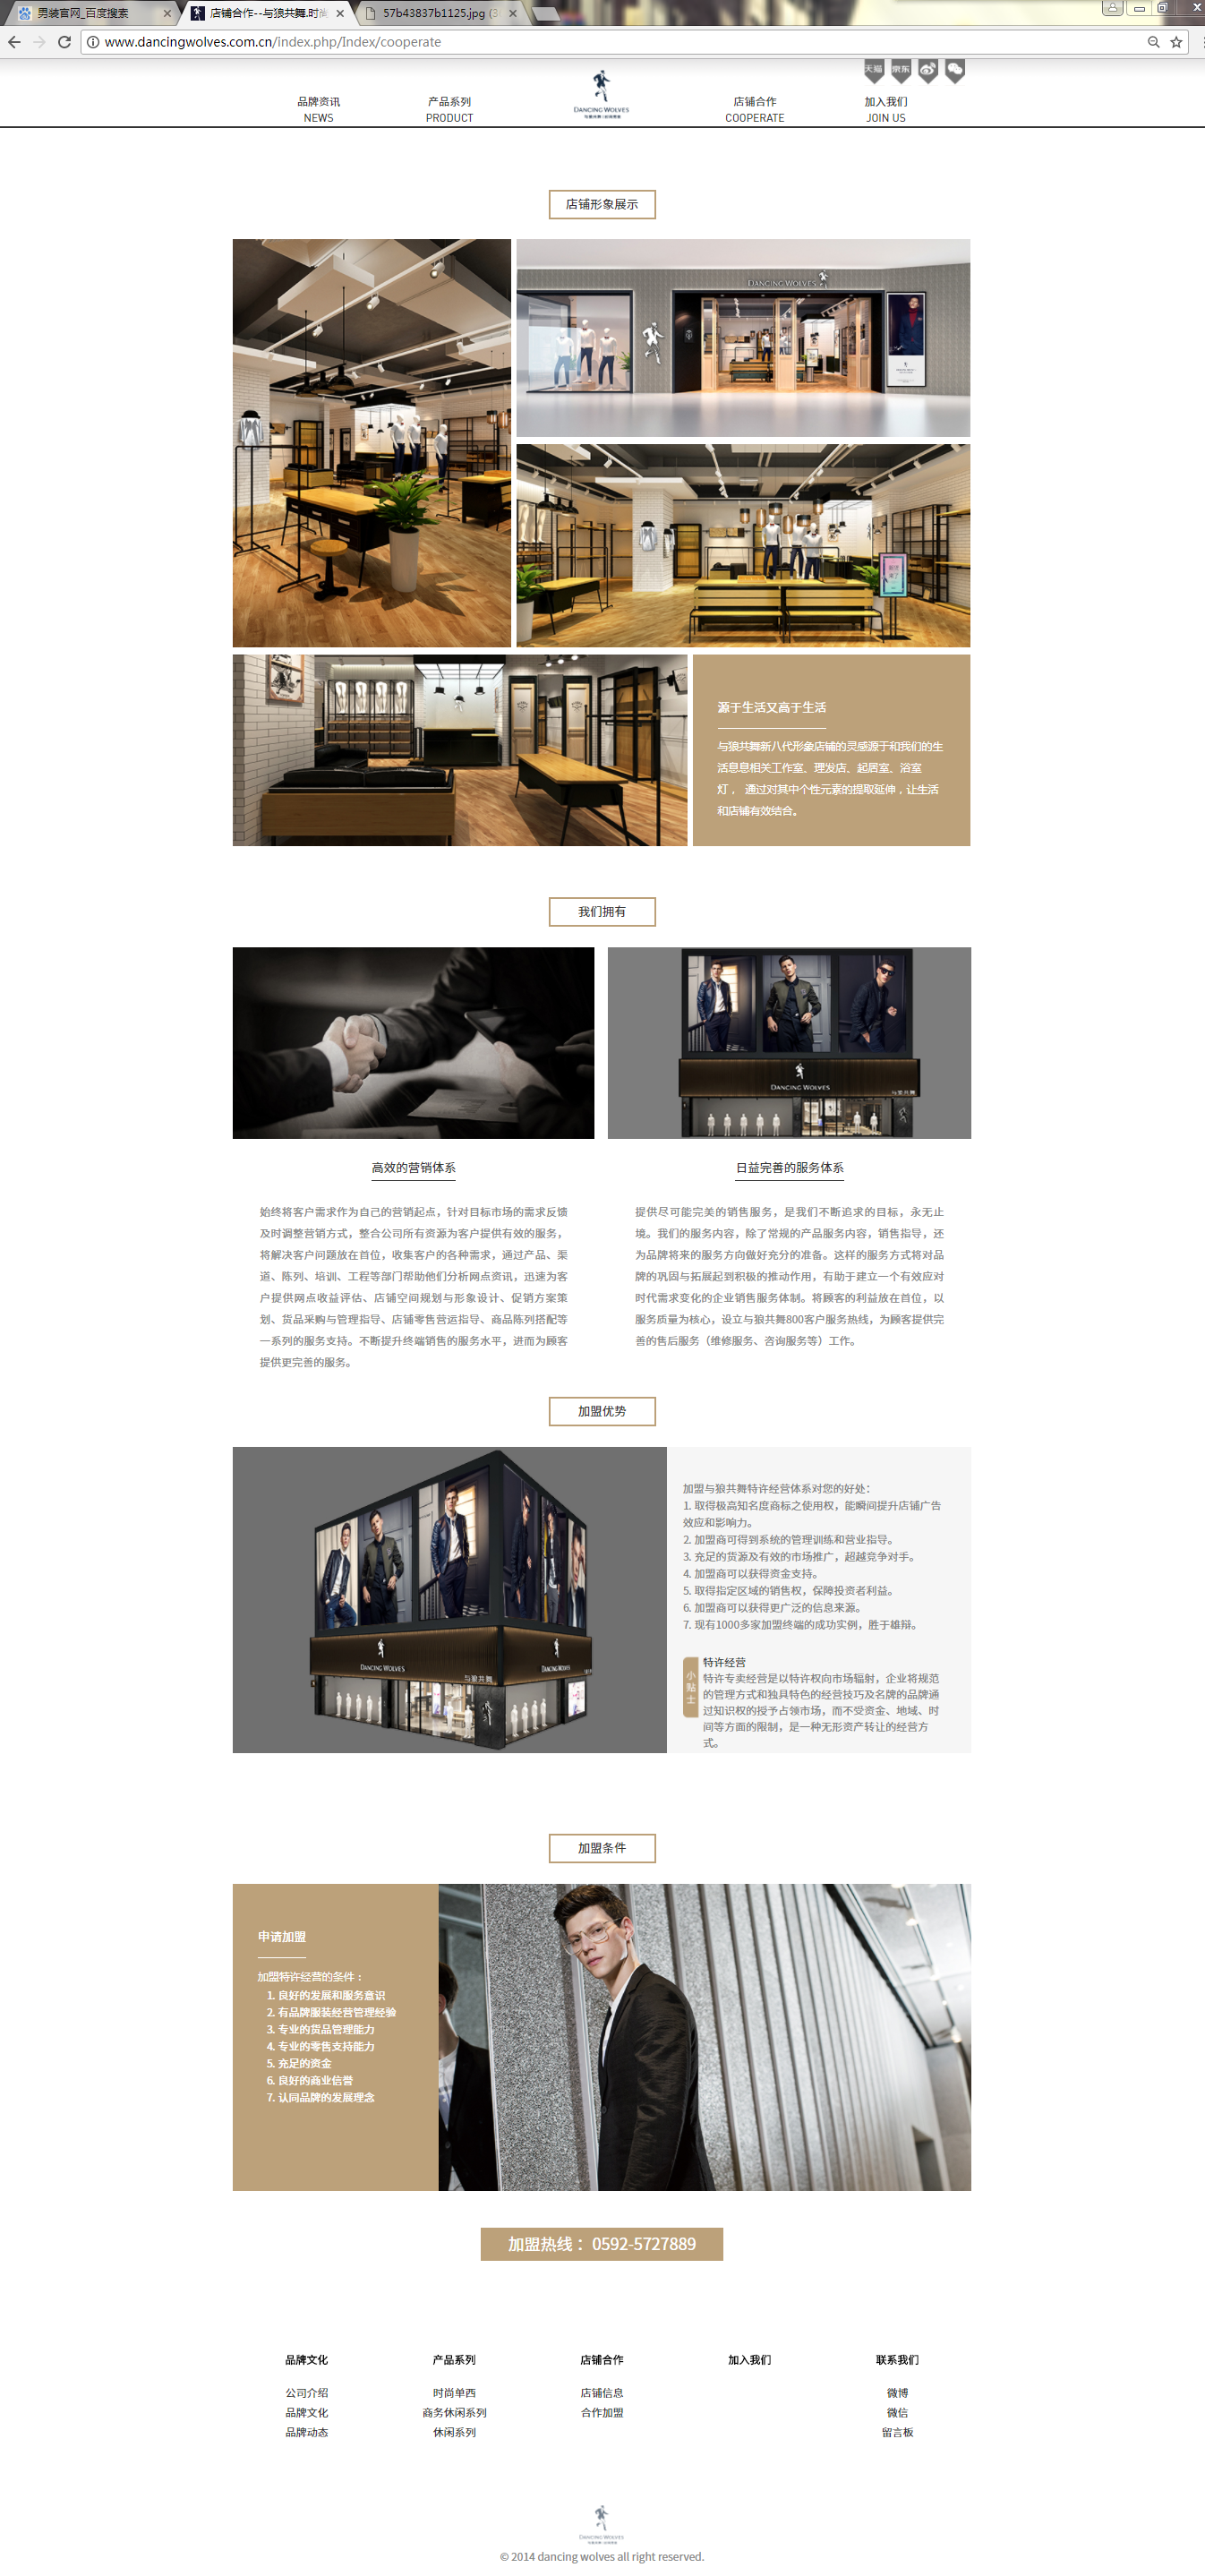 男装官网_百度搜索
店铺合作--与狼共舞.时尚
57b43837b1125.jpg (3
www.dancingwolves.com.cn/index.php/Index/cooperate
天猫
京东
品牌资讯
NEWS
产品系列
PRODUCT
DANCING WOLVES
店铺合作
COOPERATE
加入我们
JOIN US
店铺形象展示
DANCING WOLVES
源于生活又高于生活
与狼共舞新八代形象店铺的灵感源于和我们的生
活息息相关工作室、理发店、起居室、浴室
灯， 通过对其中个性元素的提取延伸，让生活
和店铺有效结合。
我们拥有
DANCING WOLVES
与狼共舞
高效的营销体系
始终将客户需求作为自己的营销起点，针对目标市场的需求反馈
及时调整营销方式，整合公司所有资源为客户提供有效的服务，
将解决客户问题放在首位，收集客户的各种需求，通过产品、渠
道、陈列、培训、工程等部门帮助他们分析网点资讯，迅速为客
户提供网点收益评估、店铺空间规划与形象设计、促销方案策
划、货品采购与管理指导、店铺零售营运指导、商品陈列搭配等
一系列的服务支持。不断提升终端销售的服务水平，进而为顾客
提供更完善的服务。
日益完善的服务体系
提供尽可能完美的销售服务，是我们不断追求的目标，永无止
境。我们的服务内容，除了常规的产品服务内容，销售指导，还
为品牌将来的服务方向做好充分的准备。这样的服务方式将对品
牌的巩固与拓展起到积极的推动作用，有助于建立一个有效应对
时代需求变化的企业销售服务体制。将顾客的利益放在首位，以
服务质量为核心，设立与狼共舞800客户服务热线，为顾客提供完
善的售后服务（维修服务、咨询服务等）工作。
加盟优势
DANCING WOLVES
与狼共舞
DANCING WOLVES
加盟与狼共舞特许经营体系对您的好处：
1. 取得极高知名度商标之使用权，能瞬间提升店铺广告
效应和影响力。
2. 加盟商可得到系统的管理训练和营业指导。
3. 充足的货源及有效的市场推广，超越竞争对手。
4. 加盟商可以获得资金支持。
5. 取得指定区域的销售权，保障投资者利益。
6. 加盟商可以获得更广泛的信息来源。
7. 现有1000多家加盟终端的成功实例，胜于雄辩。
小贴士
特许经营
特许专卖经营是以特许权向市场辐射，企业将规范
的管理方式和独具特色的经营技巧及名牌的品牌通
过知识权的授予占领市场，而不受资金、地域、时
间等方面的限制，是一种无形资产转让的经营方
式。
加盟条件
申请加盟
加盟特许经营的条件：
1. 良好的发展和服务意识
2. 有品牌服装经营管理经验
3. 专业的货品管理能力
4. 专业的零售支持能力
5. 充足的资金
6. 良好的商业信誉
7. 认同品牌的发展理念
加盟热线： 0592-5727889
品牌文化
公司介绍
品牌文化
品牌动态
产品系列
时尚单西
商务休闲系列
休闲系列
店铺合作
店铺信息
合作加盟
加入我们
联系我们
微博
微信
留言板
DANCING WOLVES
© 2014 dancing wolves all right reserved.